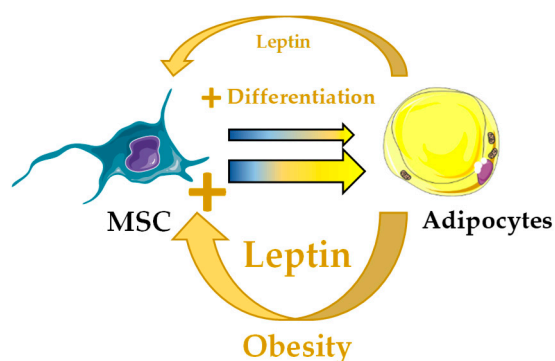 Leptin
+ Differentiation
+
MSC
Adipocytes
Leptin
Obesity